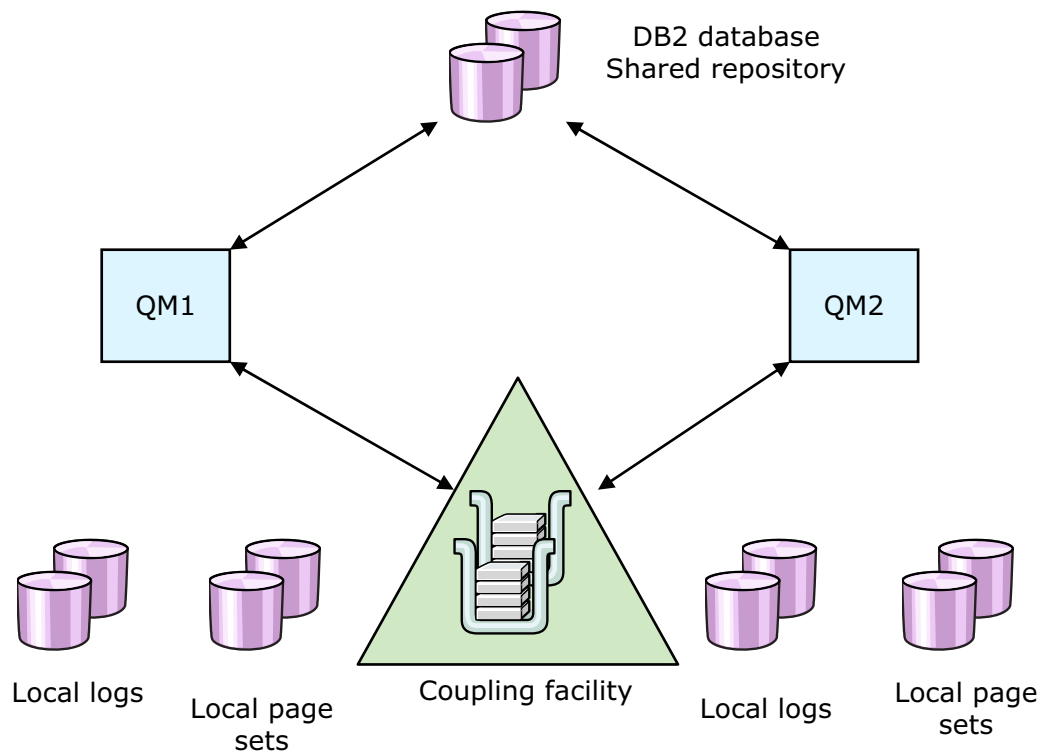 DB2 database
Shared repository
QM1
QM2
Local logs
Local page
sets
Coupling facility
Local logs
Local page
sets